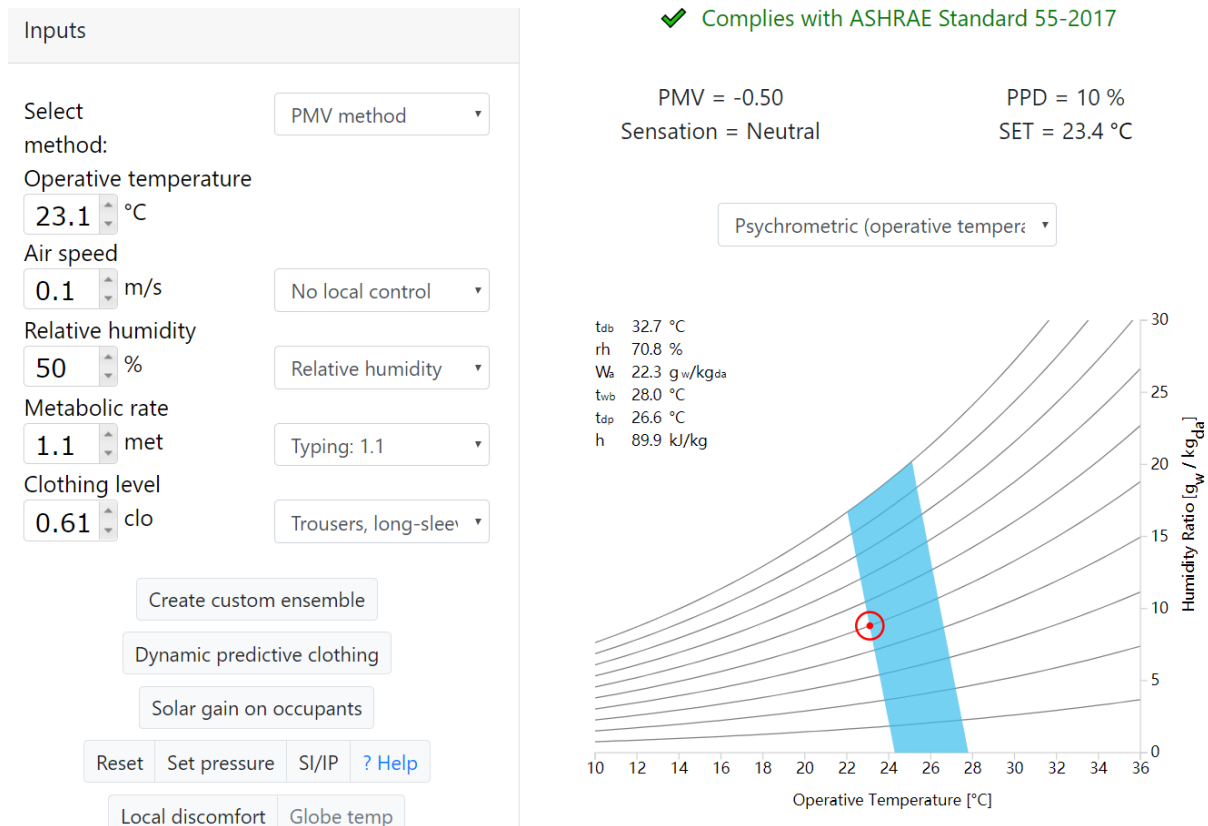 Inputs
Select
method:
PMV method
Operative temperature
23.1 °C
Air speed
0.1 m/s
No local control
Relative humidity
50 %
Relative humidity
Metabolic rate
1.1 met
Typing: 1.1
Clothing level
0.61 clo
Trousers, long-slee
Create custom ensemble
Dynamic predictive clothing
Solar gain on occupants
Reset Set pressure SI/IP ? Help
Local discomfort Globe temp
Complies with ASHRAE Standard 55-2017
PMV = -0.50 PPD = 10 %
Sensation = Neutral SET = 23.4 °C
Psychrometric (operative tempera
tdb 32.7 °C
rh 70.8 %
Wa 22.3 g w/kgda
twb 28.0 °C
tdp 26.6 °C
h 89.9 kJ/kg
30
25
20
15
10
5
0
Humidity Ratio [gw / kgda]
10 12 14 16 18 20 22 24 26 28 30 32 34 36
Operative Temperature [°C]